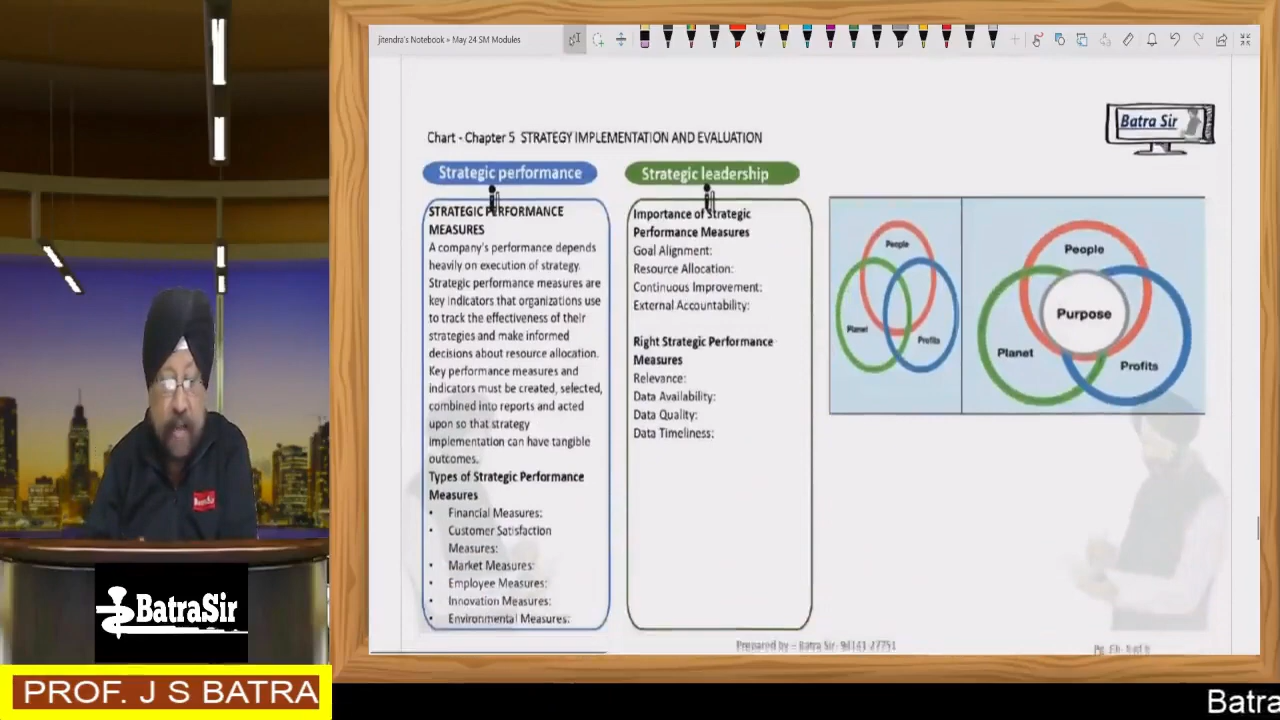 jitendra's Notebook » May 24 SM Modules
Batra Sir
Chart - Chapter 5 STRATEGY IMPLEMENTATION AND EVALUATION
Strategic performance
STRATEGIC PERFORMANCE
MEASURES
A company's performance depends
heavily on execution of strategy.
Strategic performance measures are
key indicators that organizations use
to track the effectiveness of their
strategies and make informed
decisions about resource allocation.
Key performance measures and
indicators must be created, selected,
combined into reports and acted
upon so that strategy
implementation can have tangible
outcomes.
Types of Strategic Performance
Measures
• Financial Measures:
• Customer Satisfaction
Measures:
• Market Measures:
• Employee Measures:
• Innovation Measures:
• Environmental Measures:
Strategic leadership
Importance of Strategic
Performance Measures
Goal Alignment:
Resource Allocation:
Continuous Improvement:
External Accountability:
Right Strategic Performance
Measures
Relevance:
Data Availability:
Data Quality:
Data Timeliness:
People
Planet
Profits
People
Purpose
Planet
Profits
Prepared by – Batra Sir- 94141 27751
BatraSir
PROF. J S BATRA
Batra